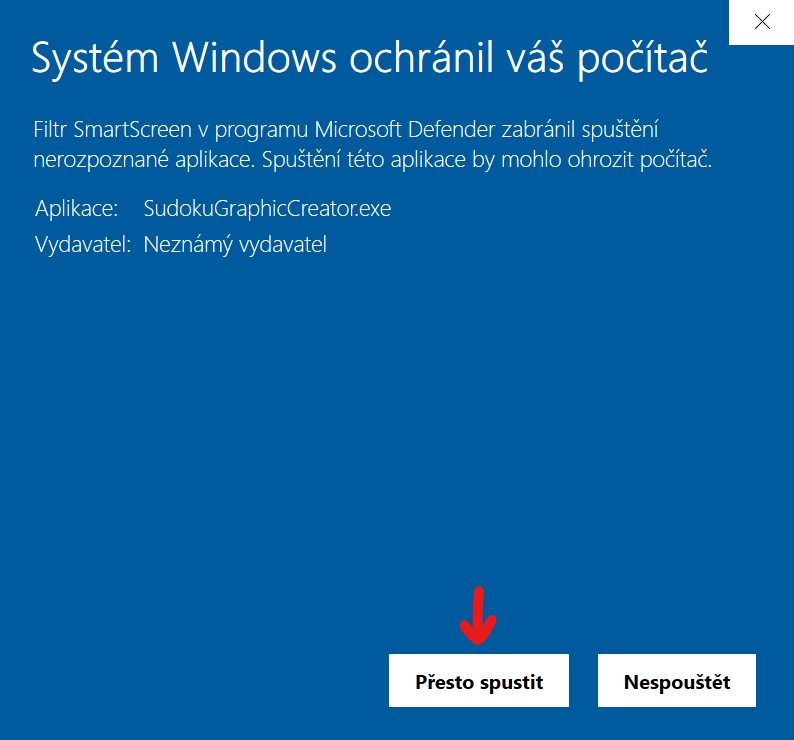 Systém Windows ochránil váš počítač
Filtr SmartScreen v programu Microsoft Defender zabránil spuštění
nerozpoznané aplikace. Spuštění této aplikace by mohlo ohrozit počítač.
Aplikace: SudokuGraphicCreator.exe
Vydavatel: Neznámý vydavatel
Přesto spustit Nespouštět